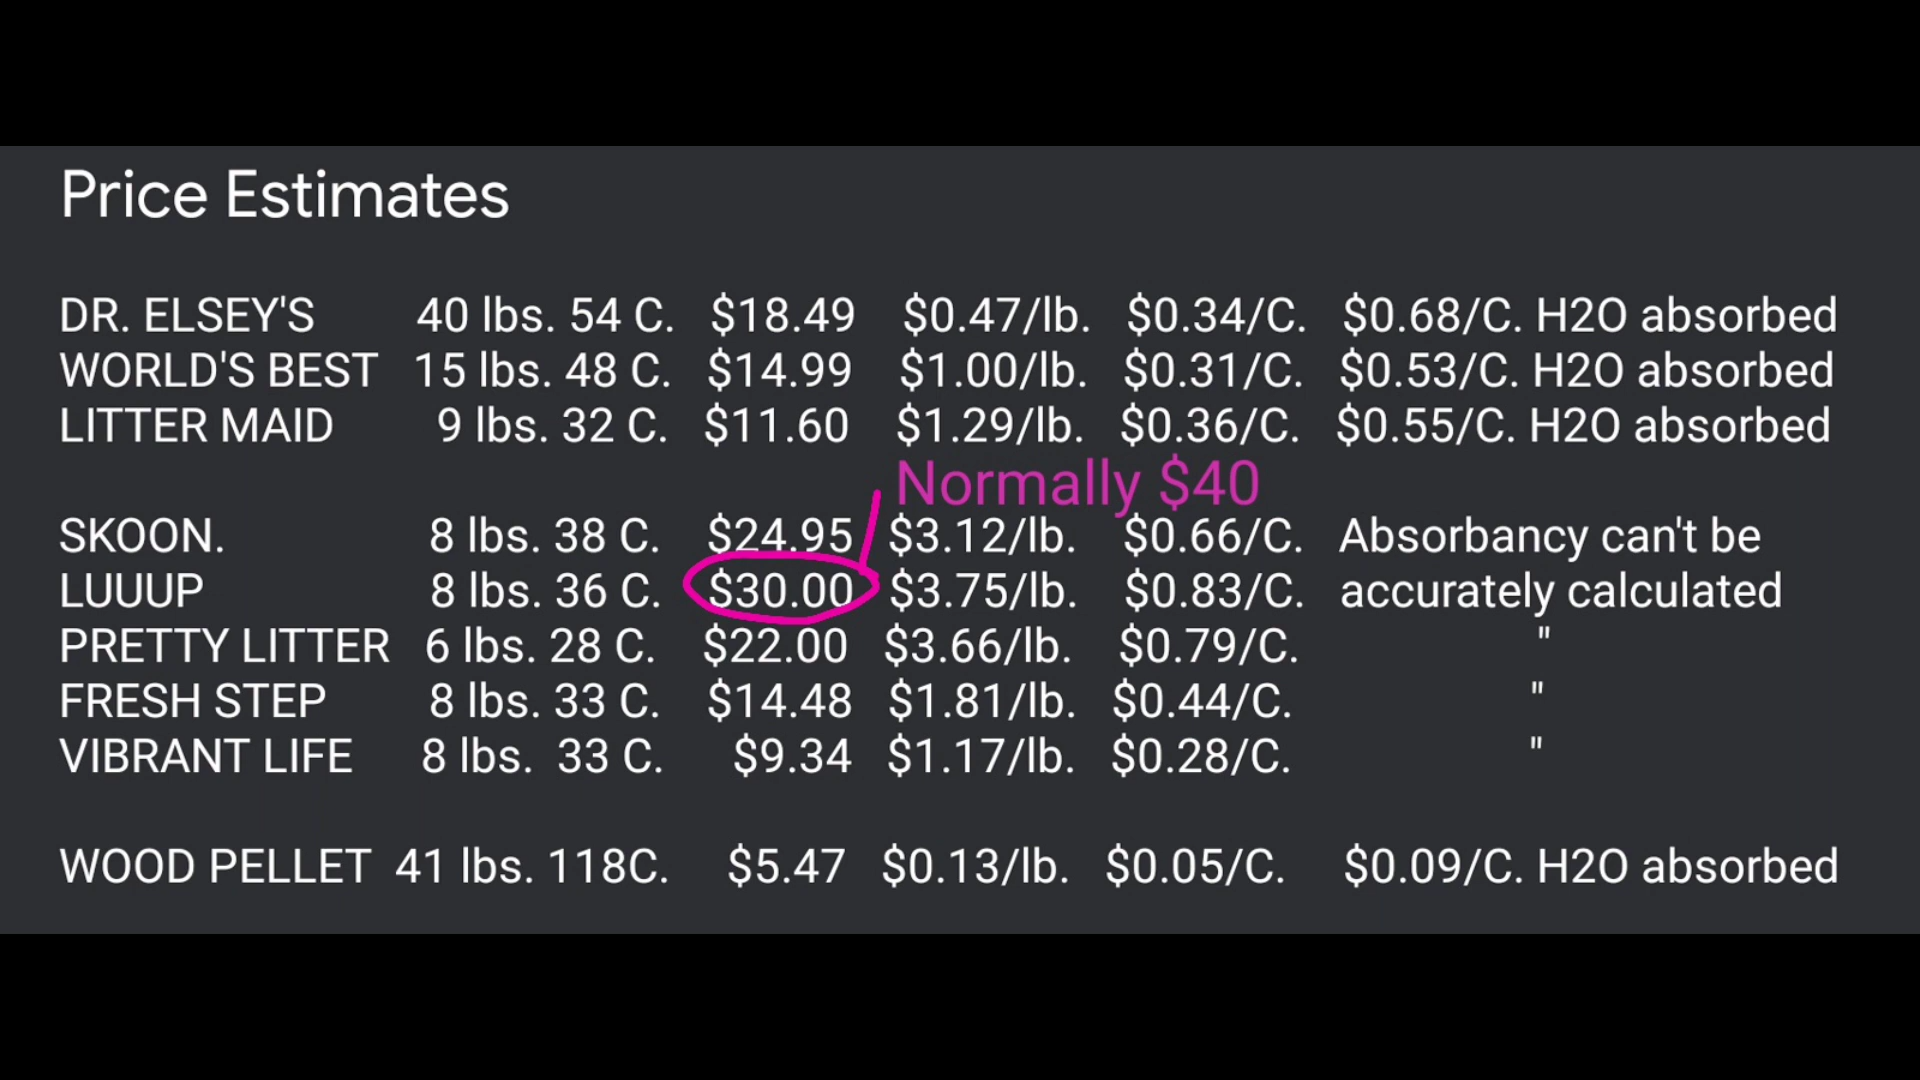 Price Estimates
DR. ELSEY'S 40 lbs. 54 C. $18.49 $0.47/lb. $0.34/C. $0.68/C. H2O absorbed
WORLD'S BEST 15 lbs. 48 C. $14.99 $1.00/lb. $0.31/C. $0.53/C. H2O absorbed
LITTER MAID 9 lbs. 32 C. $11.60 $1.29/lb. $0.36/C. $0.55/C. H2O absorbed
Normally $40
SKOON. 8 lbs. 38 C. $24.95 $3.12/lb. $0.66/C. Absorbancy can't be
LUUUP 8 lbs. 36 C. $30.00 $3.75/lb. $0.83/C. accurately calculated
PRETTY LITTER 6 lbs. 28 C. $22.00 $3.66/lb. $0.79/C. "
FRESH STEP 8 lbs. 33 C. $14.48 $1.81/lb. $0.44/C. "
VIBRANT LIFE 8 lbs. 33 C. $9.34 $1.17/lb. $0.28/C. "
WOOD PELLET 41 lbs. 118C. $5.47 $0.13/lb. $0.05/C. $0.09/C. H2O absorbed